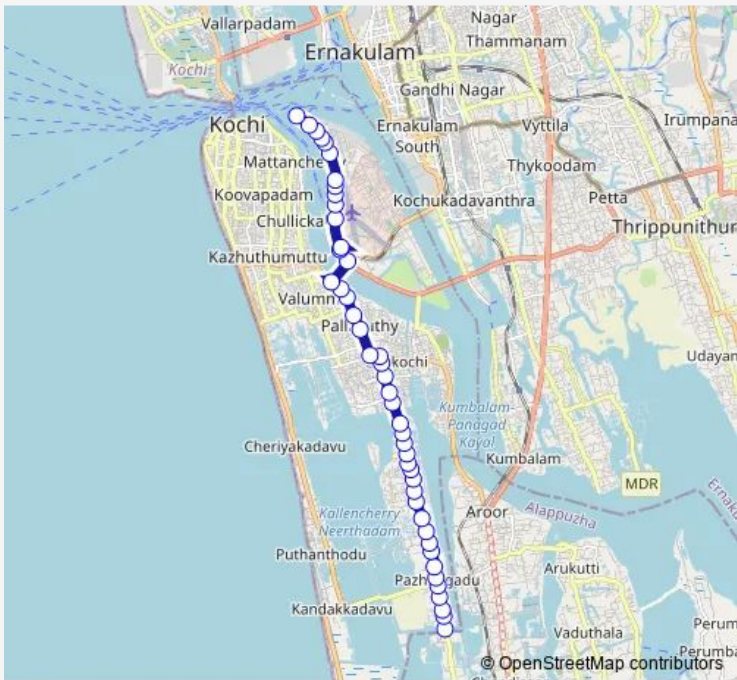 Vallarpadam
Nagar
Thammanam
Kochi
Ernakulam
Gandhi Nagar
Kochi
Ernakulam
South
Vyttila
Irumpana
Mattanche
Thykoodam
Koovapadam
Kochukadavanthra
Petta
Chullicka
Thrippunithur
Kazhuthumuttu
Valumm
Pall
thy
kochi
Udayan
Kumbalam-
Panagad
Kayal
Cheriyakadavu
Kumbalam
MDR
Ernaku
Kallencherry
Neerthadam
Aroor
Alappuzha
Puthanthodu
Arukutti
Pazh
gadu
Kandakkadavu
Vaduthala
Perum
Perumba
© OpenStreetMap contributors